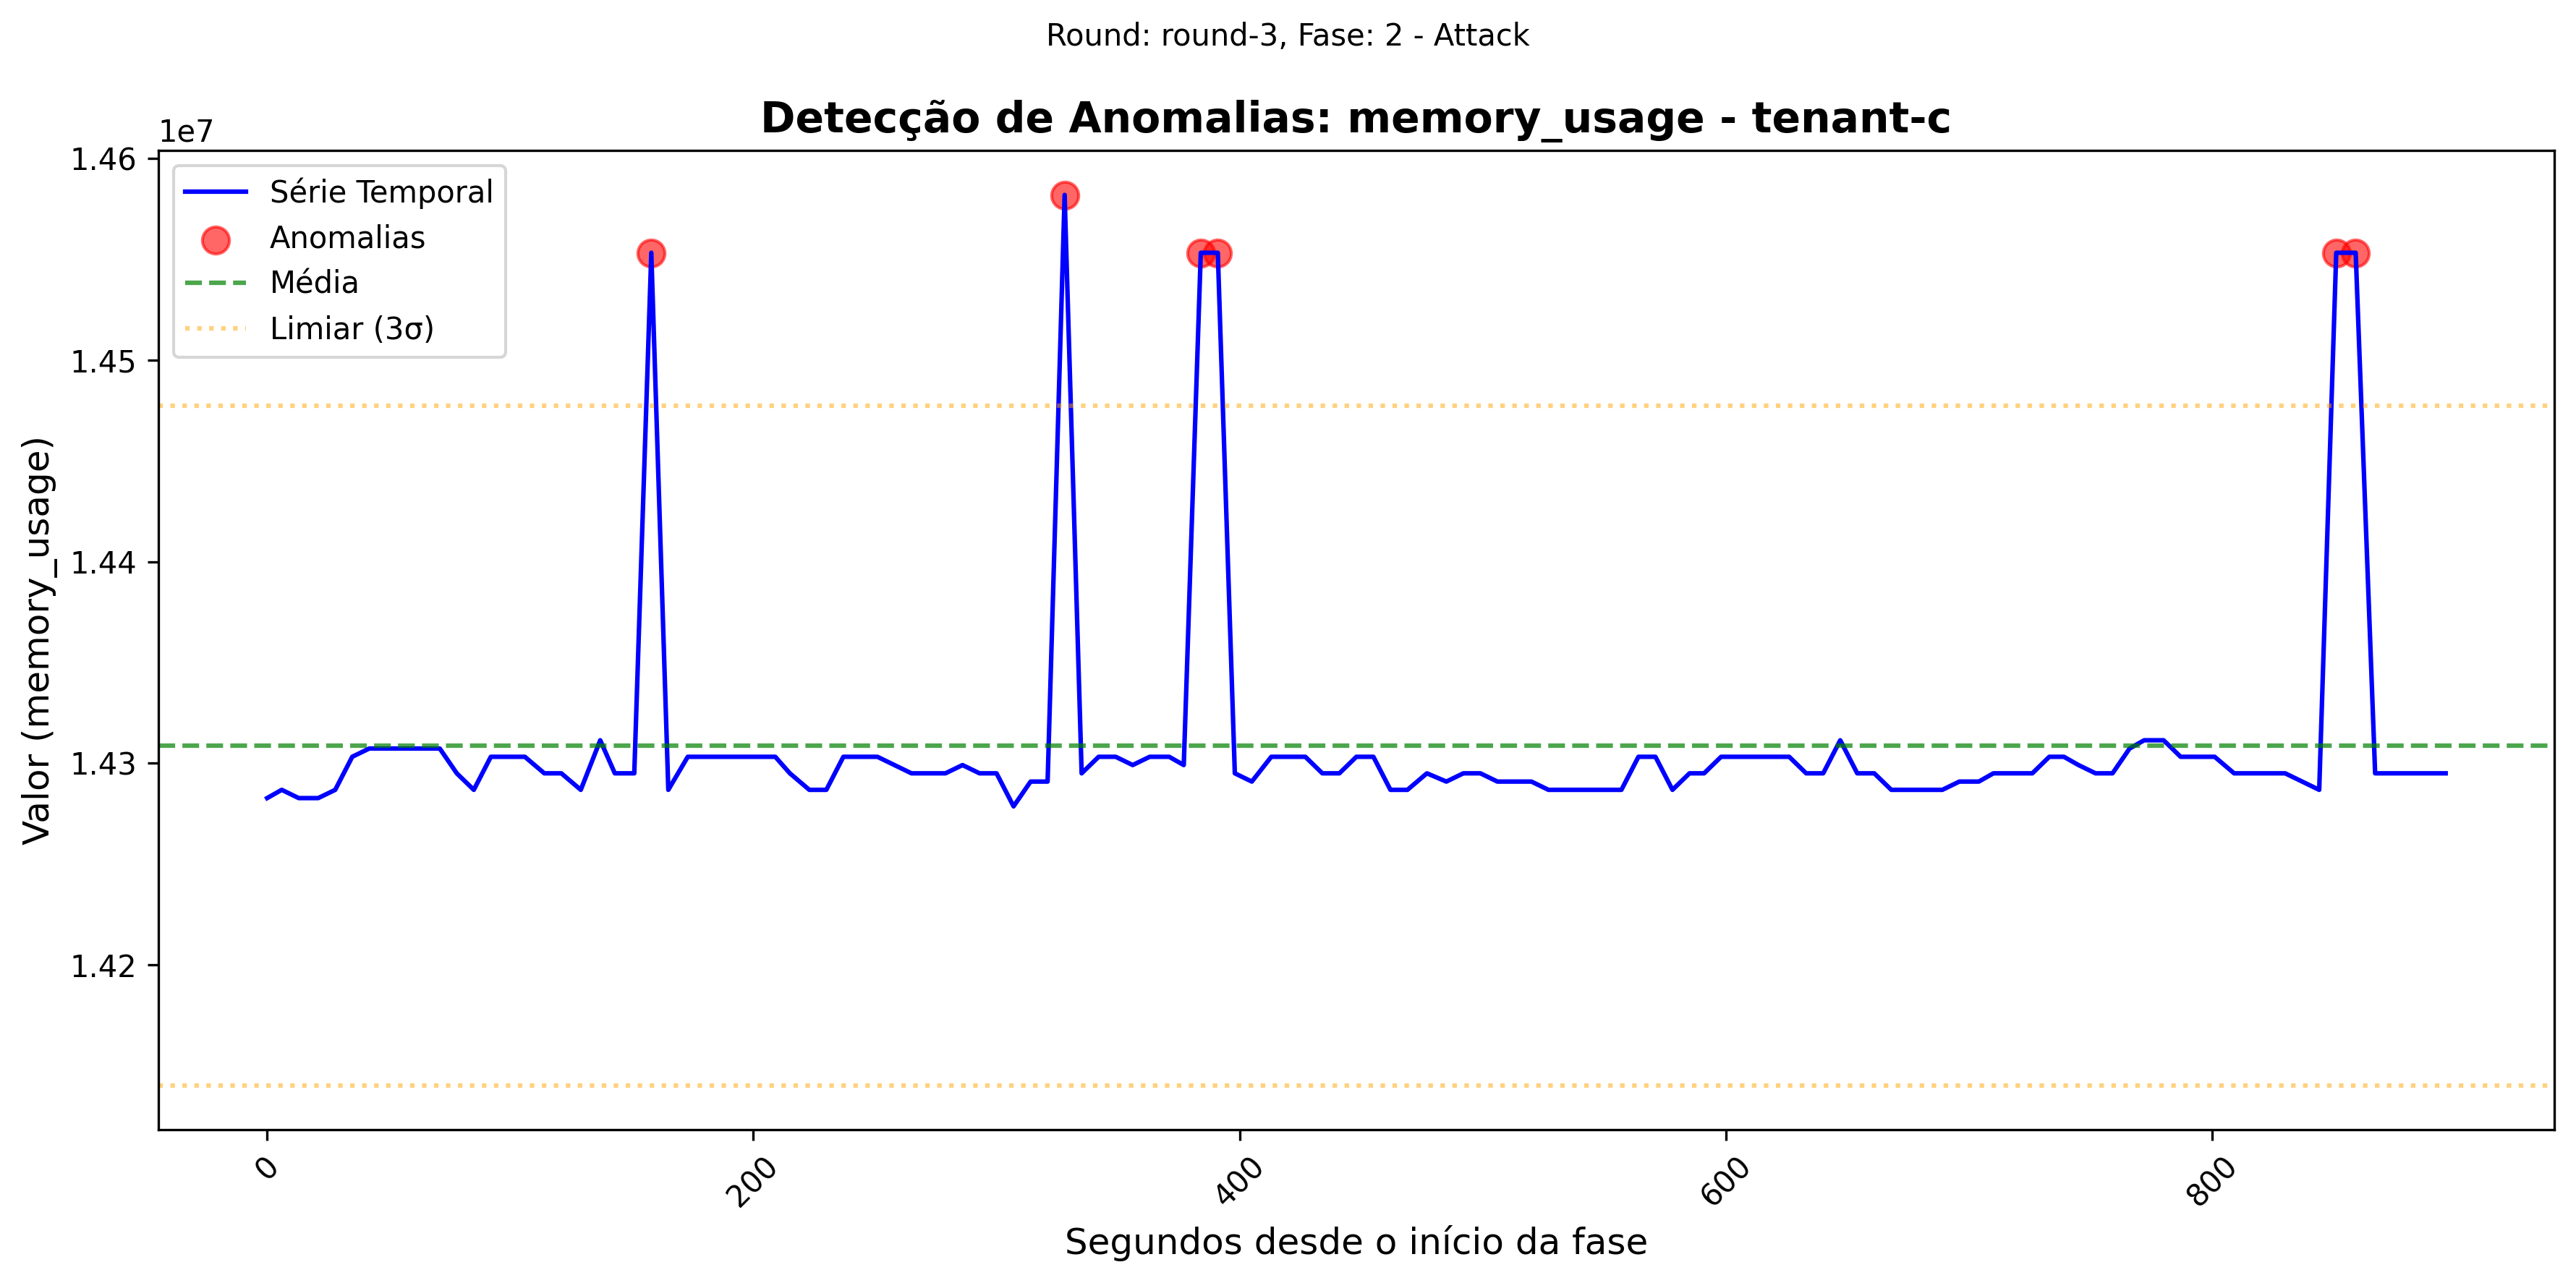 Round: round-3, Fase: 2 - Attack
Detecção de Anomalias: memory_usage - tenant-c
1e7
1.46
1.45
1.44
1.43
1.42
Valor (memory_usage)
Série Temporal
Anomalias
Média
Limiar (3σ)
0
200
400
600
800
Segundos desde o início da fase